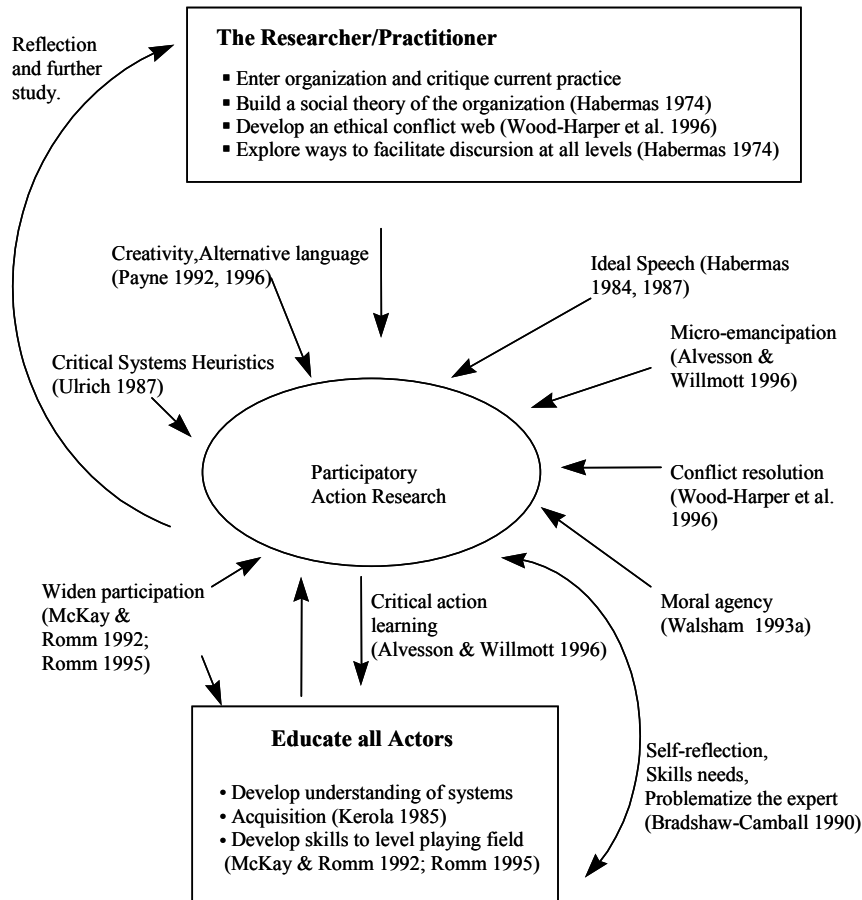 Reflection
and further
study.
The Researcher/Practitioner
▪ Enter organization and critique current practice
▪ Build a social theory of the organization (Habermas 1974)
▪ Develop an ethical conflict web (Wood-Harper et al. 1996)
▪ Explore ways to facilitate discursion at all levels (Habermas 1974)
Creativity,Alternative language
(Payne 1992, 1996)
Ideal Speech (Habermas
1984, 1987)
Micro-emancipation
(Alvesson &
Willmott 1996)
Critical Systems Heuristics
(Ulrich 1987)
Participatory
Action Research
Conflict resolution
(Wood-Harper et al.
1996)
Widen participation
(McKay &
Romm 1992;
Romm 1995)
Critical action
learning
(Alvesson & Willmott 1996)
Moral agency
(Walsham 1993a)
Educate all Actors
• Develop understanding of systems
• Acquisition (Kerola 1985)
• Develop skills to level playing field
(McKay & Romm 1992; Romm 1995)
Self-reflection,
Skills needs,
Problematize the expert
(Bradshaw-Camball 1990)